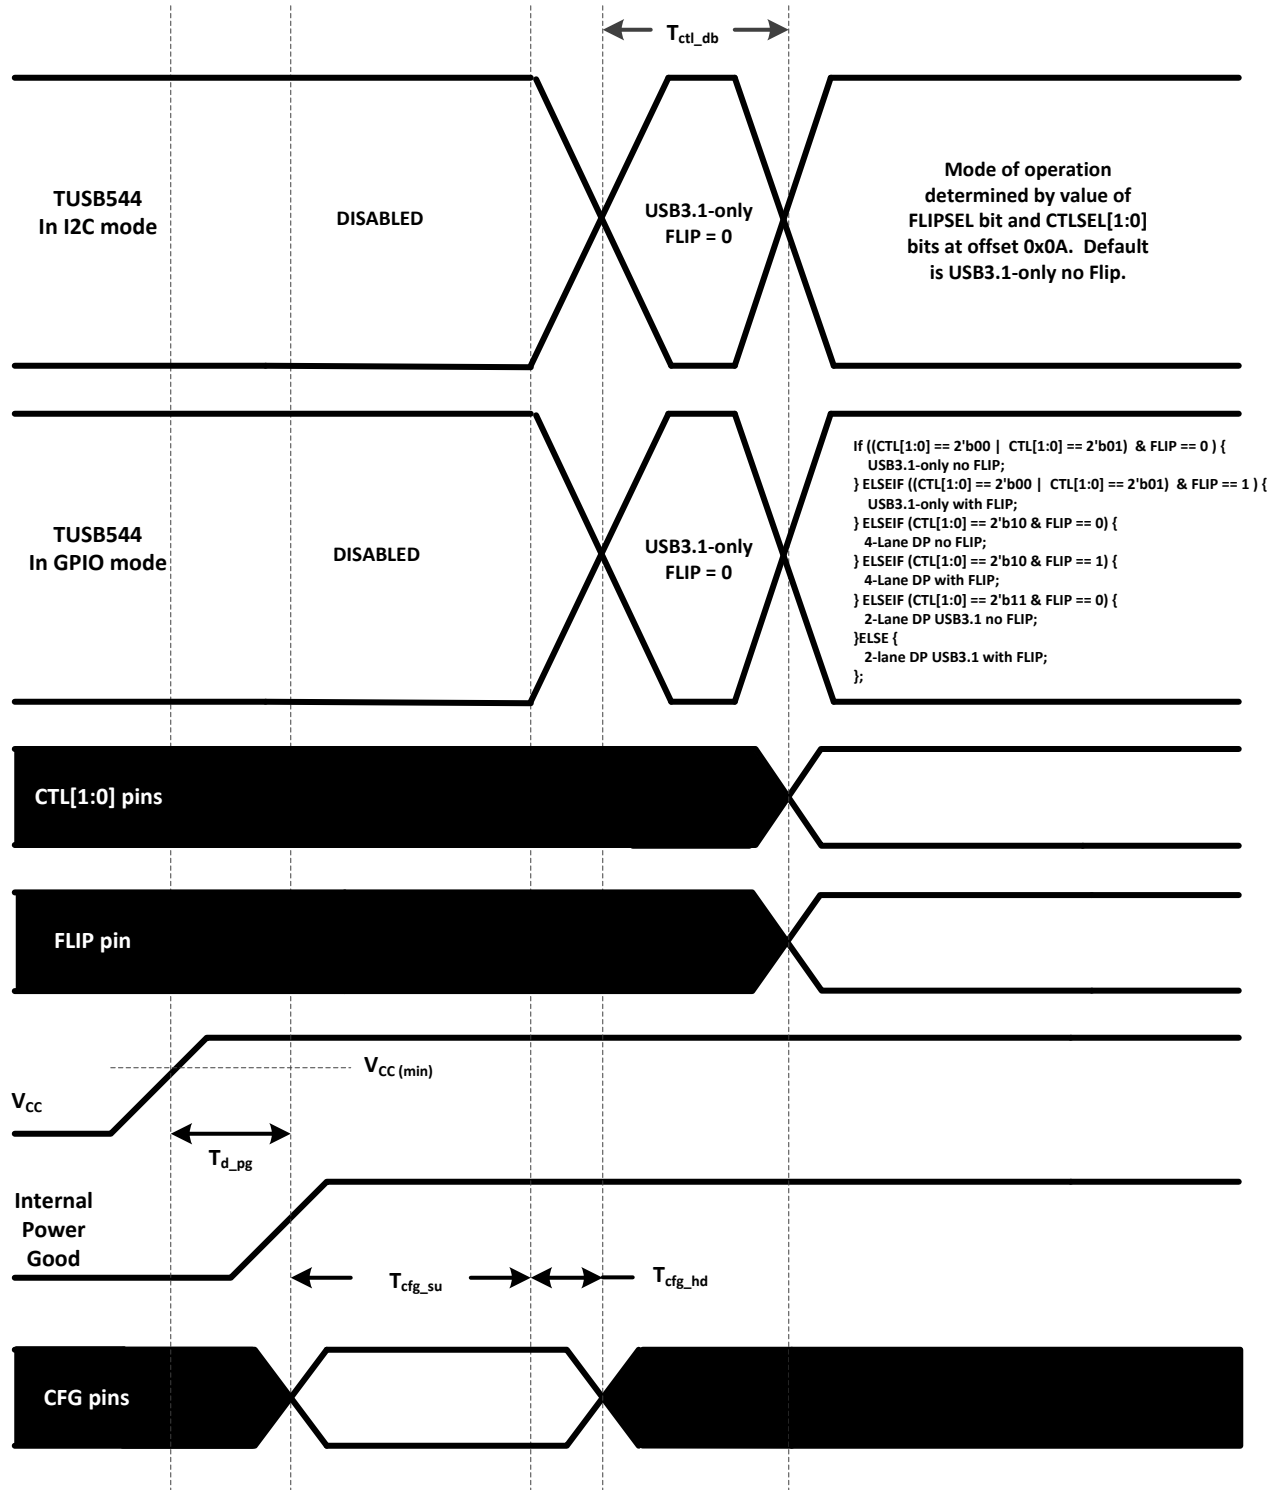 T_ctl_db
TUSB544
In I2C mode
DISABLED
USB3.1-only
FLIP = 0
Mode of operation
determined by value of
FLIPSEL bit and CTLSEL[1:0]
bits at offset 0x0A. Default
is USB3.1-only no Flip.
TUSB544
In GPIO mode
DISABLED
USB3.1-only
FLIP = 0
If ((CTL[1:0] == 2'b00 | CTL[1:0] == 2'b01) & FLIP == 0 ) {
USB3.1-only no FLIP;
} ELSEIF ((CTL[1:0] == 2'b00 | CTL[1:0] == 2'b01) & FLIP == 1 ) {
USB3.1-only with FLIP;
} ELSEIF (CTL[1:0] == 2'b10 & FLIP == 0) {
4-Lane DP no FLIP;
} ELSEIF (CTL[1:0] == 2'b10 & FLIP == 1) {
4-Lane DP with FLIP;
} ELSEIF (CTL[1:0] == 2'b11 & FLIP == 0) {
2-Lane DP USB3.1 no FLIP;
}ELSE {
2-lane DP USB3.1 with FLIP;
};
CTL[1:0] pins
FLIP pin
V_CC (min)
V_CC
T_d_pg
Internal
Power
Good
T_cfg_su
T_cfg_hd
CFG pins